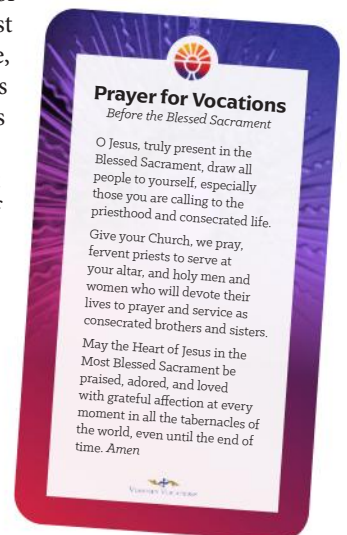 st
e,
s
s
Prayer for Vocations
Before the Blessed Sacrament
O Jesus, truly present in the
Blessed Sacrament, draw all
people to yourself, especially
those you are calling to the
priesthood and consecrated life.
Give your Church, we pray,
fervent priests to serve at
your altar, and holy men and
women who will devote their
lives to prayer and service as
consecrated brothers and sisters.
May the Heart of Jesus in the
Most Blessed Sacrament be
praised, adored, and loved
with grateful affection at every
moment in all the tabernacles of
the world, even until the end of
time. Amen